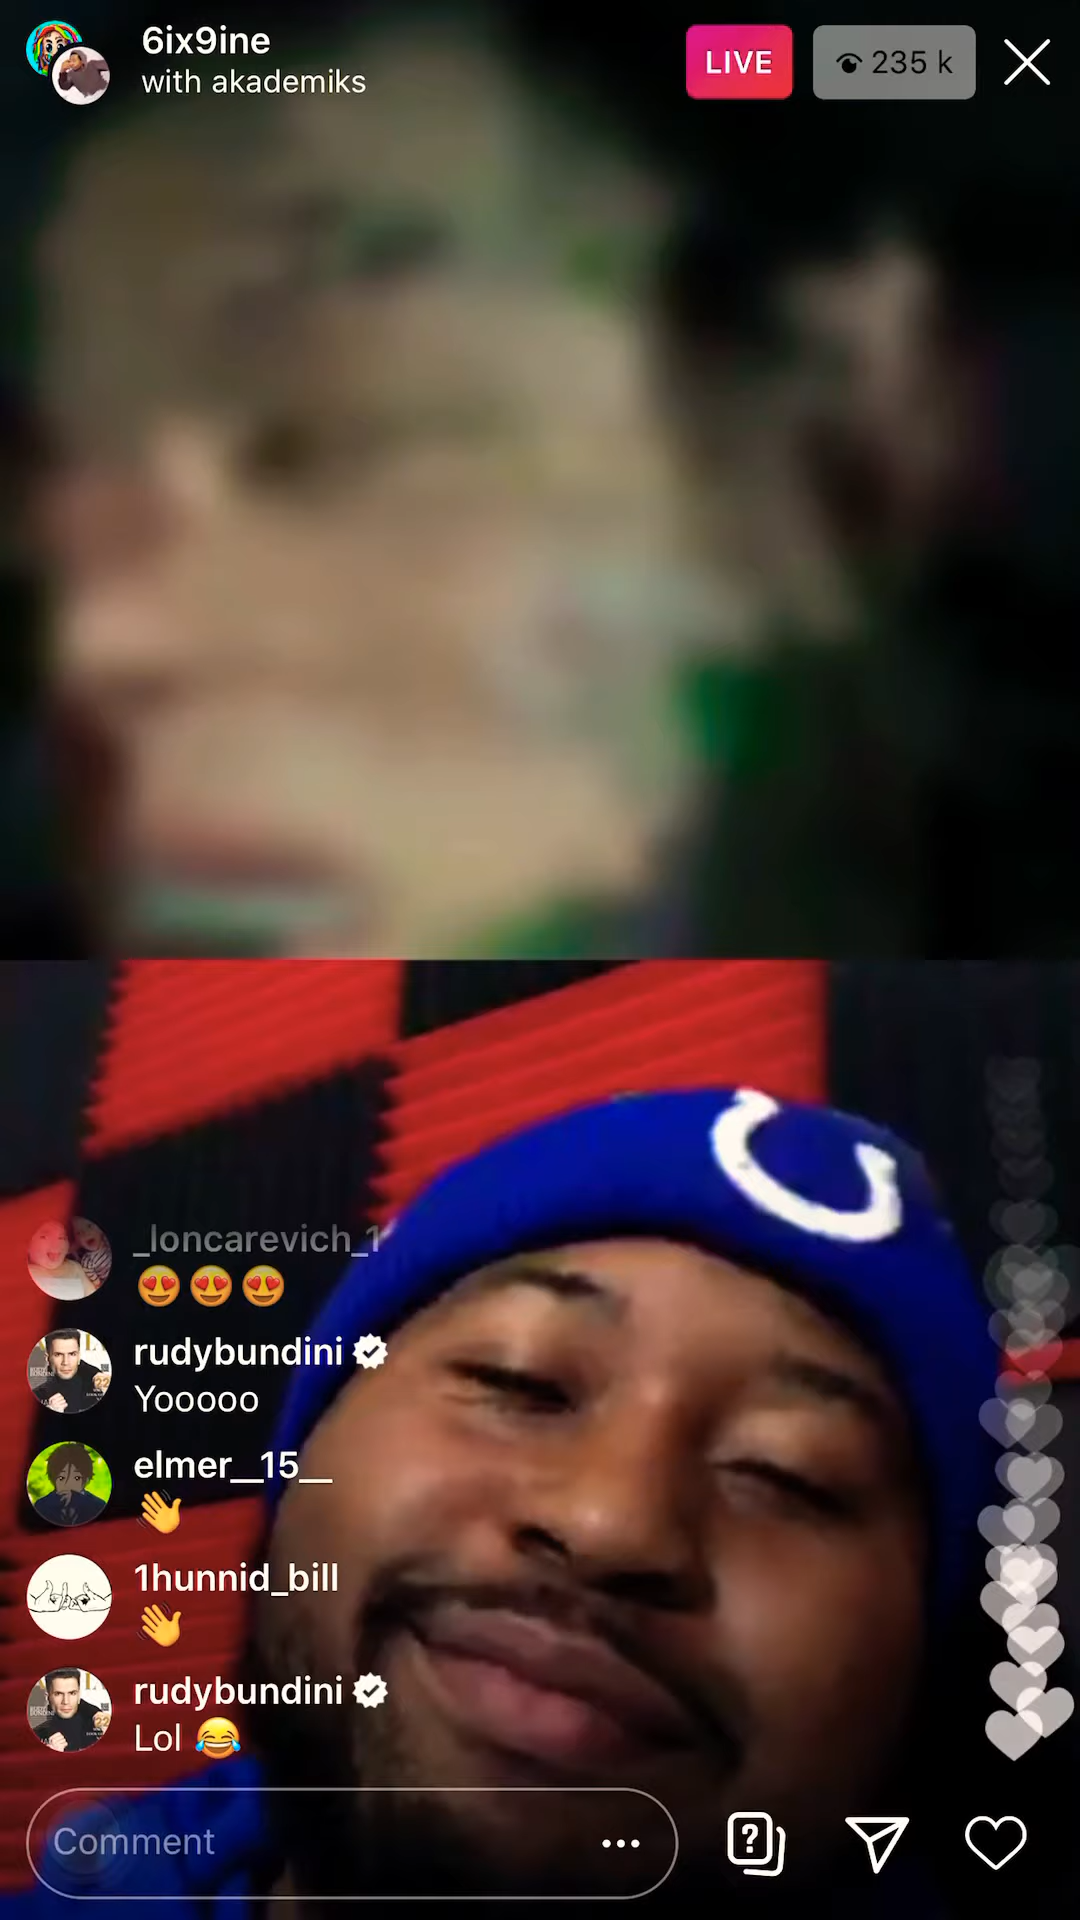 6ix9ine
with akademiks
LIVE
235 k
_loncarevich_1
😍😍😍
rudybundini
Yooooo
elmer__15__
👋
1hunnid_bill
👋
rudybundini
Lol 😂
Comment